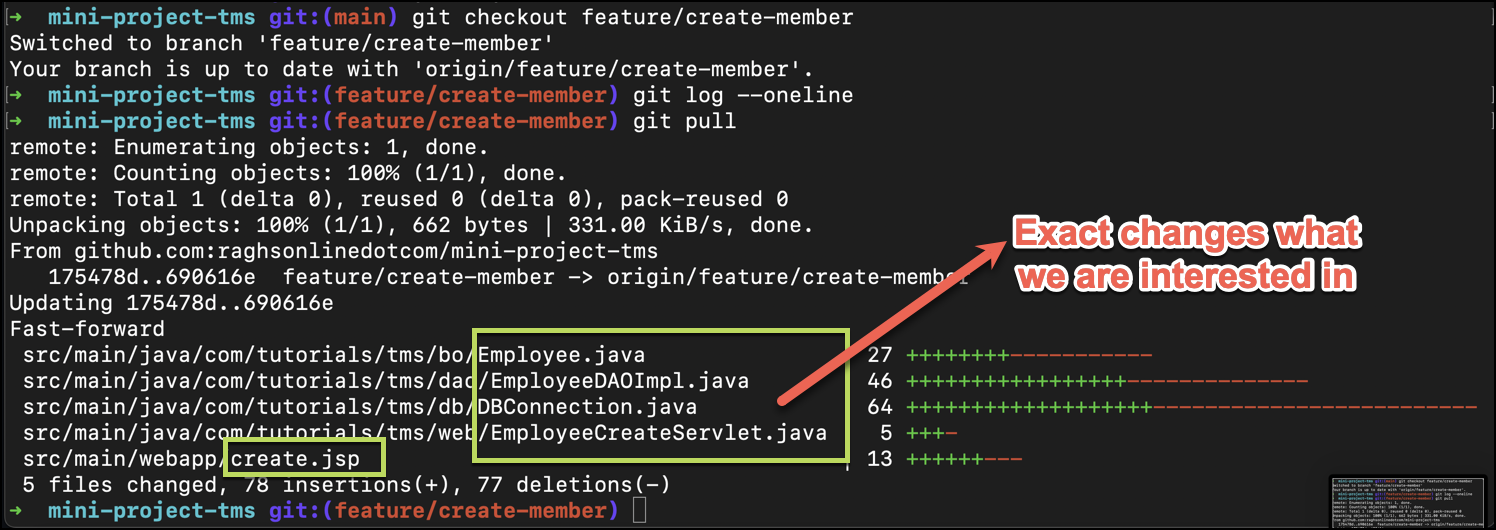 → mini-project-tms git:(main) git checkout feature/create-member
Switched to branch 'feature/create-member'
Your branch is up to date with 'origin/feature/create-member'.
→ mini-project-tms git:(feature/create-member) git log --oneline
→ mini-project-tms git:(feature/create-member) git pull
remote: Enumerating objects: 1, done.
remote: Counting objects: 100% (1/1), done.
remote: Total 1 (delta 0), reused 0 (delta 0), pack-reused 0
Unpacking objects: 100% (1/1), 662 bytes | 331.00 KiB/s, done.
From github.com:raghsonlinedotcom/mini-project-tms
175478d..690616e feature/create-member -> origin/feature/create-member
Updating 175478d..690616e
Fast-forward
src/main/java/com/tutorials/tms/bo/Employee.java 27 ++++++++-----------
src/main/java/com/tutorials/tms/dao/EmployeeDAOImpl.java 46 +++++++++++++++++--------------
src/main/java/com/tutorials/tms/db/DBConnection.java 64 +++++++++++++++++++-------------------------
src/main/java/com/tutorials/tms/web/EmployeeCreateServlet.java 5 +++-
src/main/webapp/create.jsp 13 ++++++---
5 files changed, 78 insertions(+), 77 deletions(-)
→ mini-project-tms git:(feature/create-member)
Exact changes what
we are interested in